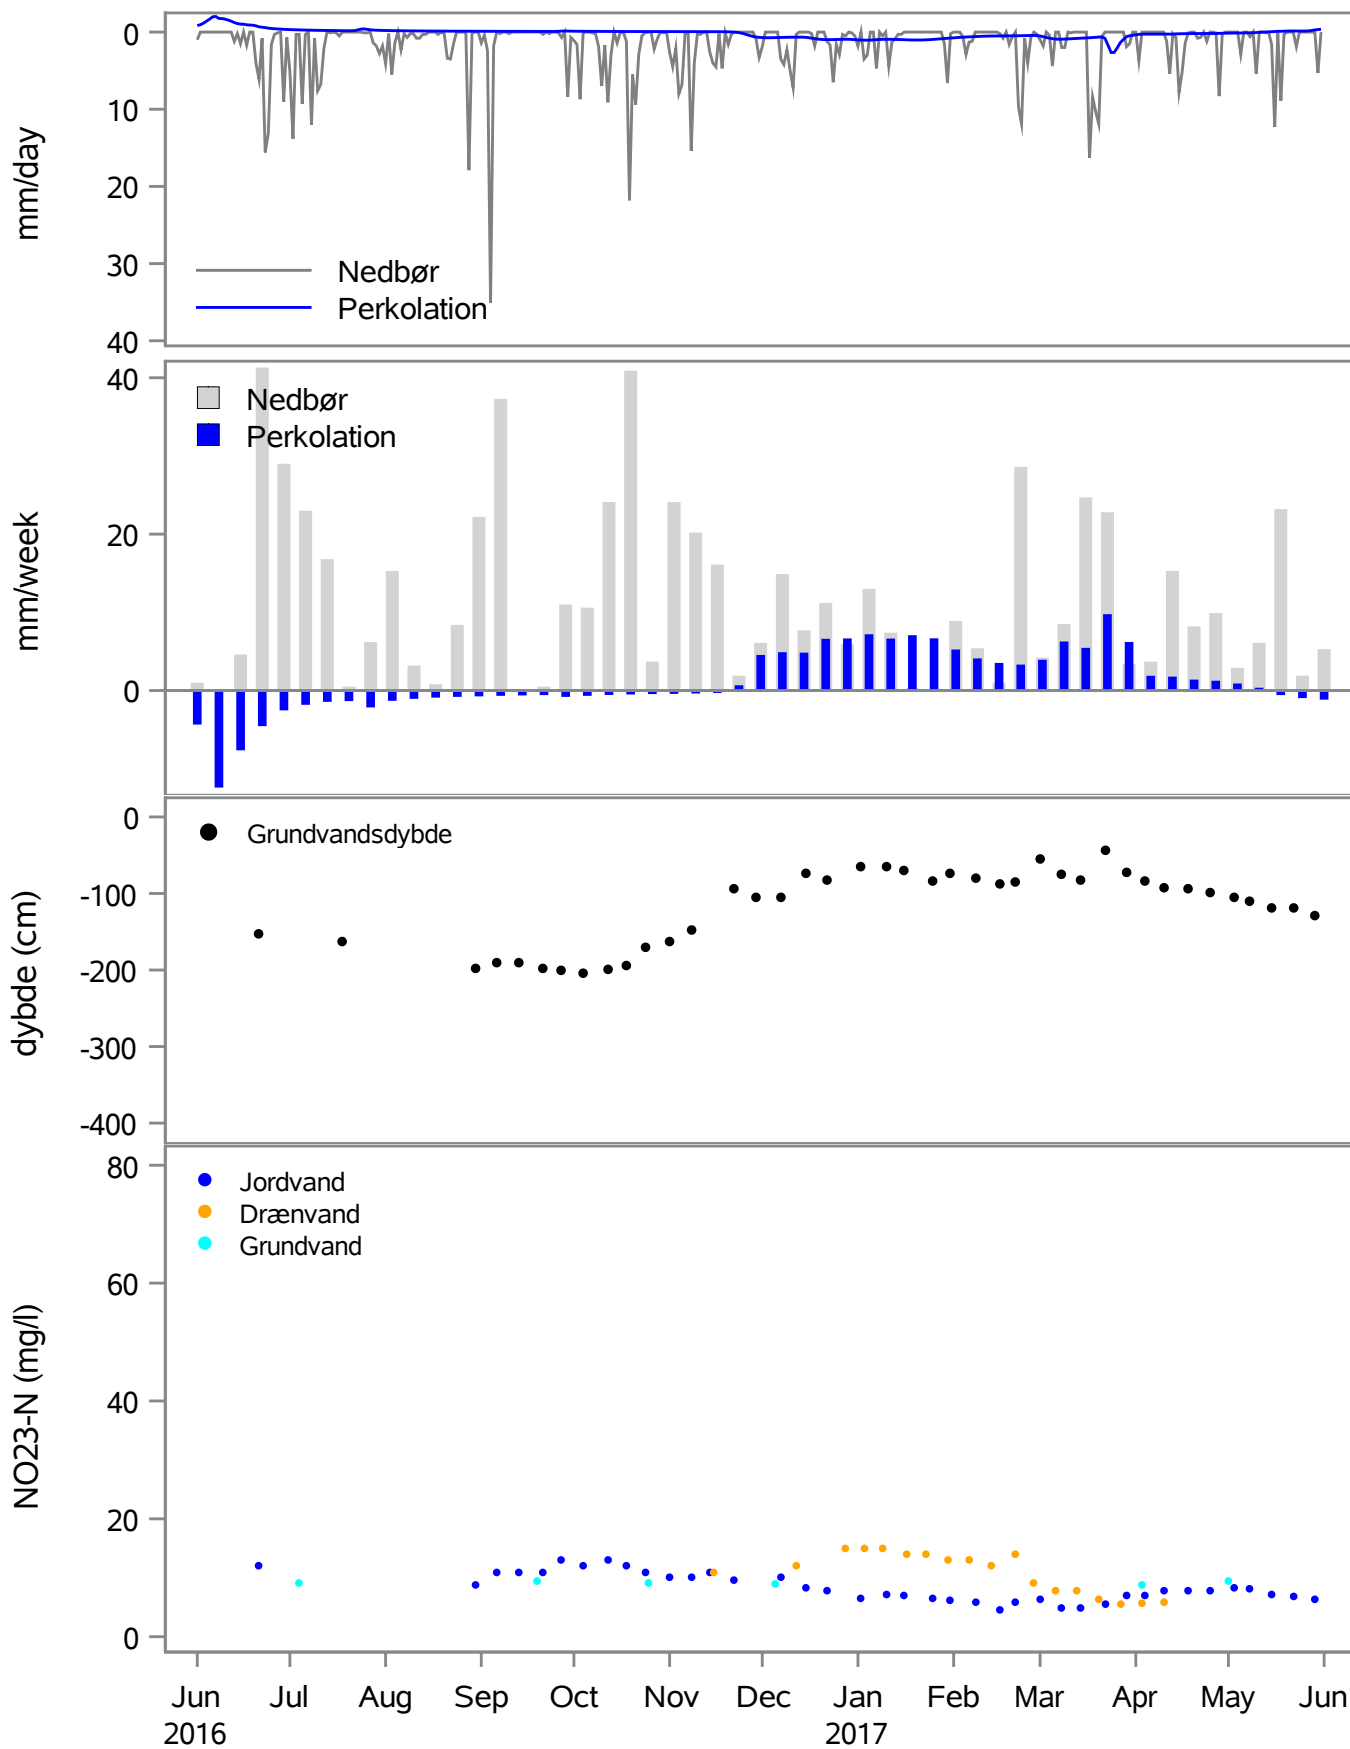 mm/day
0
10
20
30
40
Nedbør
Perkolation
mm/week
40
20
0
Nedbør
Perkolation
dybde (cm)
0
-100
-200
-300
-400
Grundvandsdybde
NO23-N (mg/l)
80
60
40
20
0
Jordvand
Drænvand
Grundvand
Jun Jul Aug Sep Oct Nov Dec Jan Feb Mar Apr May Jun
2016 2017